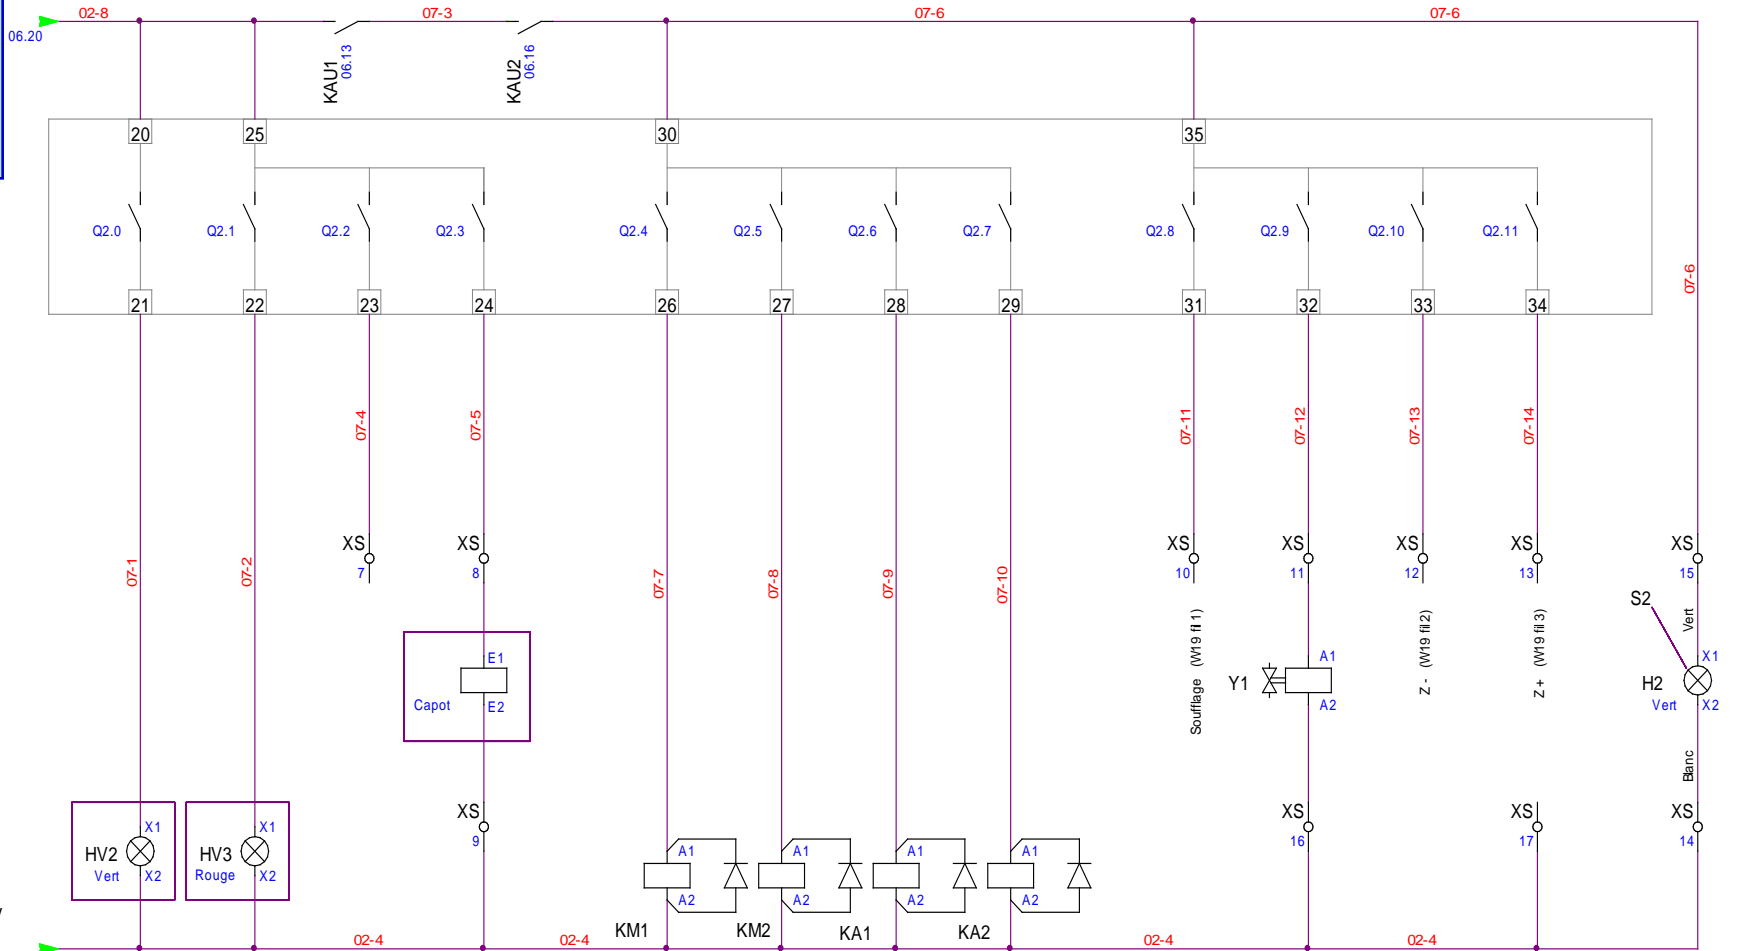 02-8
07-3
07-6
07-6
06.20
KAU1
06.13
KAU2
06.16
20
25
30
35
Q2.0
Q2.1
Q2.2
Q2.3
Q2.4
Q2.5
Q2.6
Q2.7
Q2.8
Q2.9
Q2.10
Q2.11
07-6
21
22
23
24
26
27
28
29
31
32
33
34
07-4
07-5
07-11
07-12
07-13
07-14
XS
7
XS
8
XS
10
XS
11
XS
12
XS
13
XS
15
07-1
07-2
07-7
07-8
07-9
07-10
S2
Vert
Soufflage (W19 fil 1)
Z - (W19 fil 2)
Z + (W19 fil 3)
E1
Capot
E2
Y1
A1
A2
H2
Vert
X1
X2
Blanc
XS
9
XS
16
XS
17
XS
14
HV2
Vert
X1
X2
HV3
Rouge
X1
X2
A1
A2
KM1
A1
A2
KM2
A1
A2
KA1
A1
A2
KA2
02-4
02-4
02-4
02-4